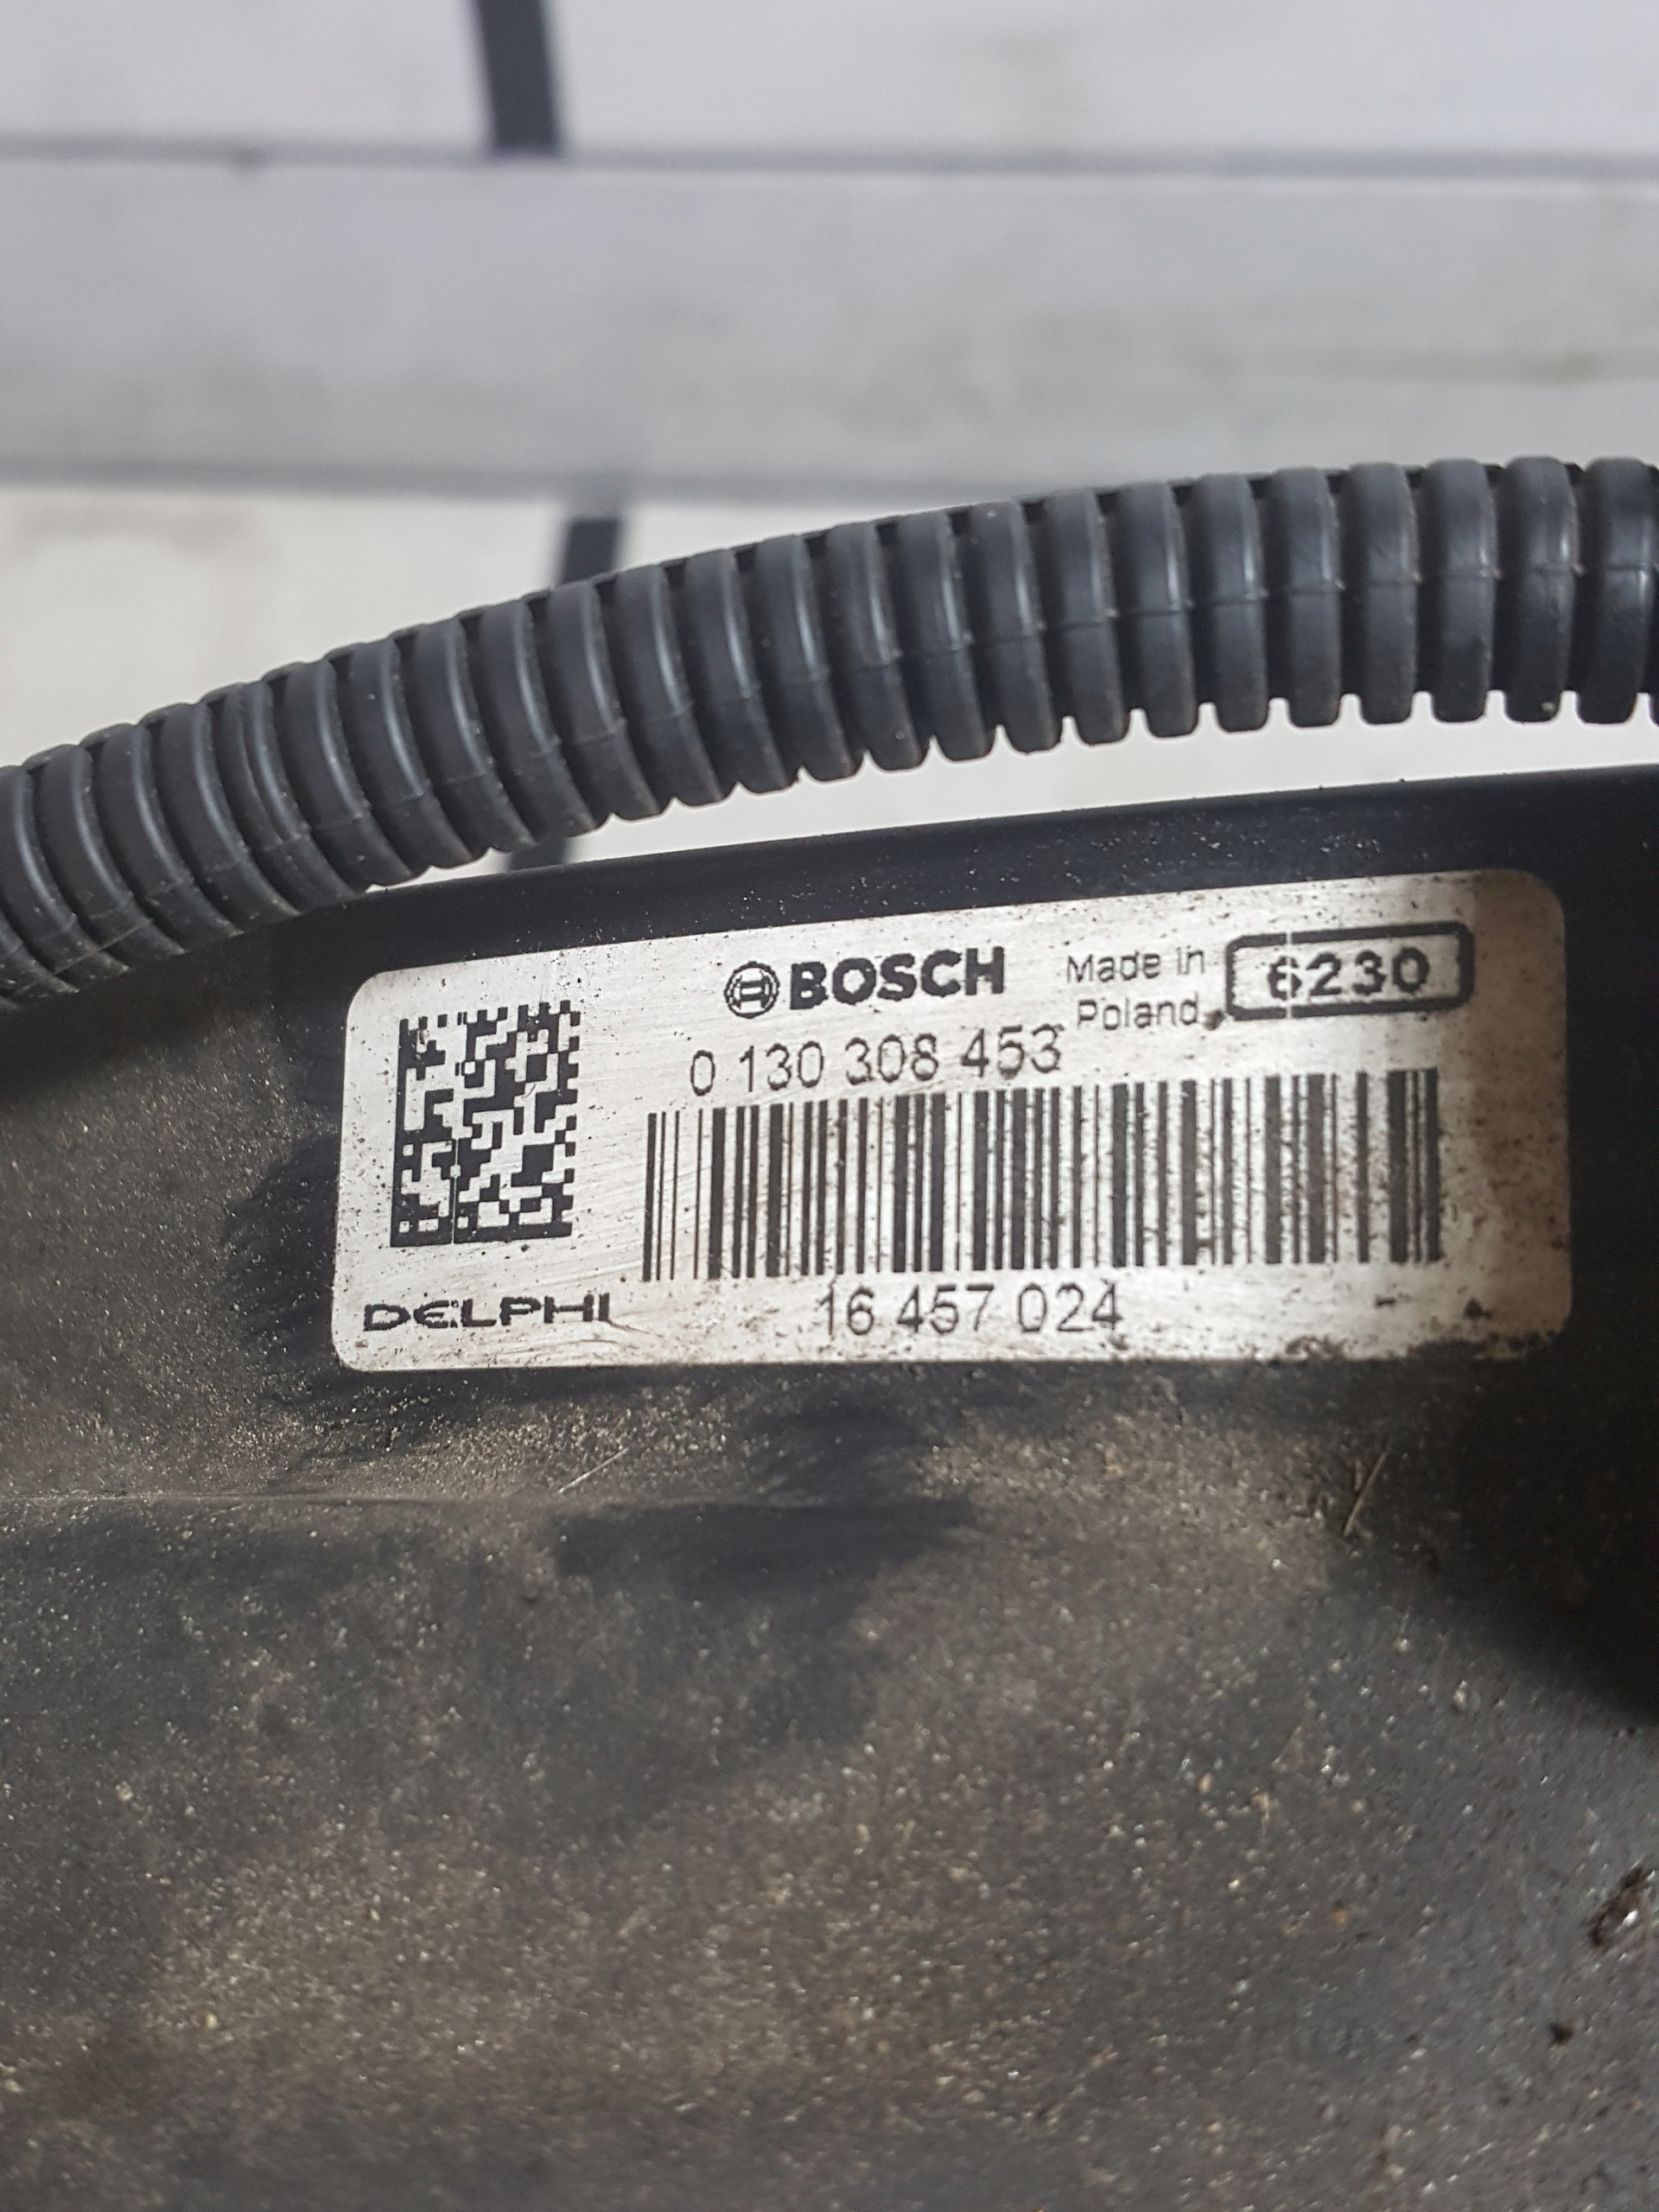 BOSCH Made in 6230
Poland
0 130 308 453
DELPHI 16 457 024